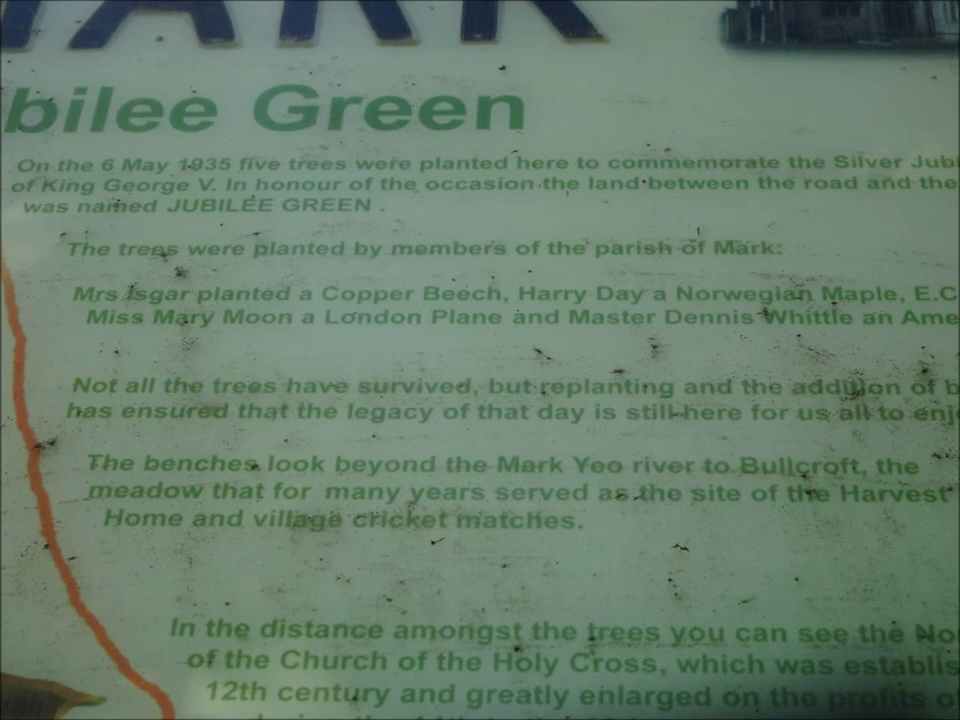 MARK
bilee Green
On the 6 May 1935 five trees were planted here to commemorate the Silver Jubi
of King George V. In honour of the occasion the land between the road and the
was named JUBILEE GREEN .
The trees were planted by members of the parish of Mark:
Mrs Isgar planted a Copper Beech, Harry Day a Norwegian Maple, E.C
Miss Mary Moon a London Plane and Master Dennis Whittle an Ame
Not all the trees have survived, but replanting and the addition of b
has ensured that the legacy of that day is still here for us all to enj
The benches look beyond the Mark Yeo river to Bullcroft, the
meadow that for many years served as the site of the Harvest
Home and village cricket matches.
In the distance amongst the trees you can see the No
of the Church of the Holy Cross, which was establis
12th century and greatly enlarged on the profits of